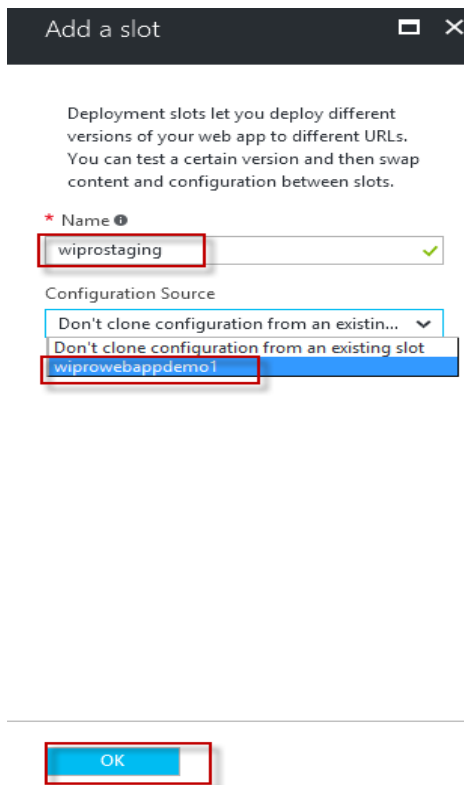 Add a slot
Deployment slots let you deploy different
versions of your web app to different URLs.
You can test a certain version and then swap
content and configuration between slots.
* Name
wiprostaging
Configuration Source
Don't clone configuration from an existin...
Don't clone configuration from an existing slot
wiprowebappdemo1
OK